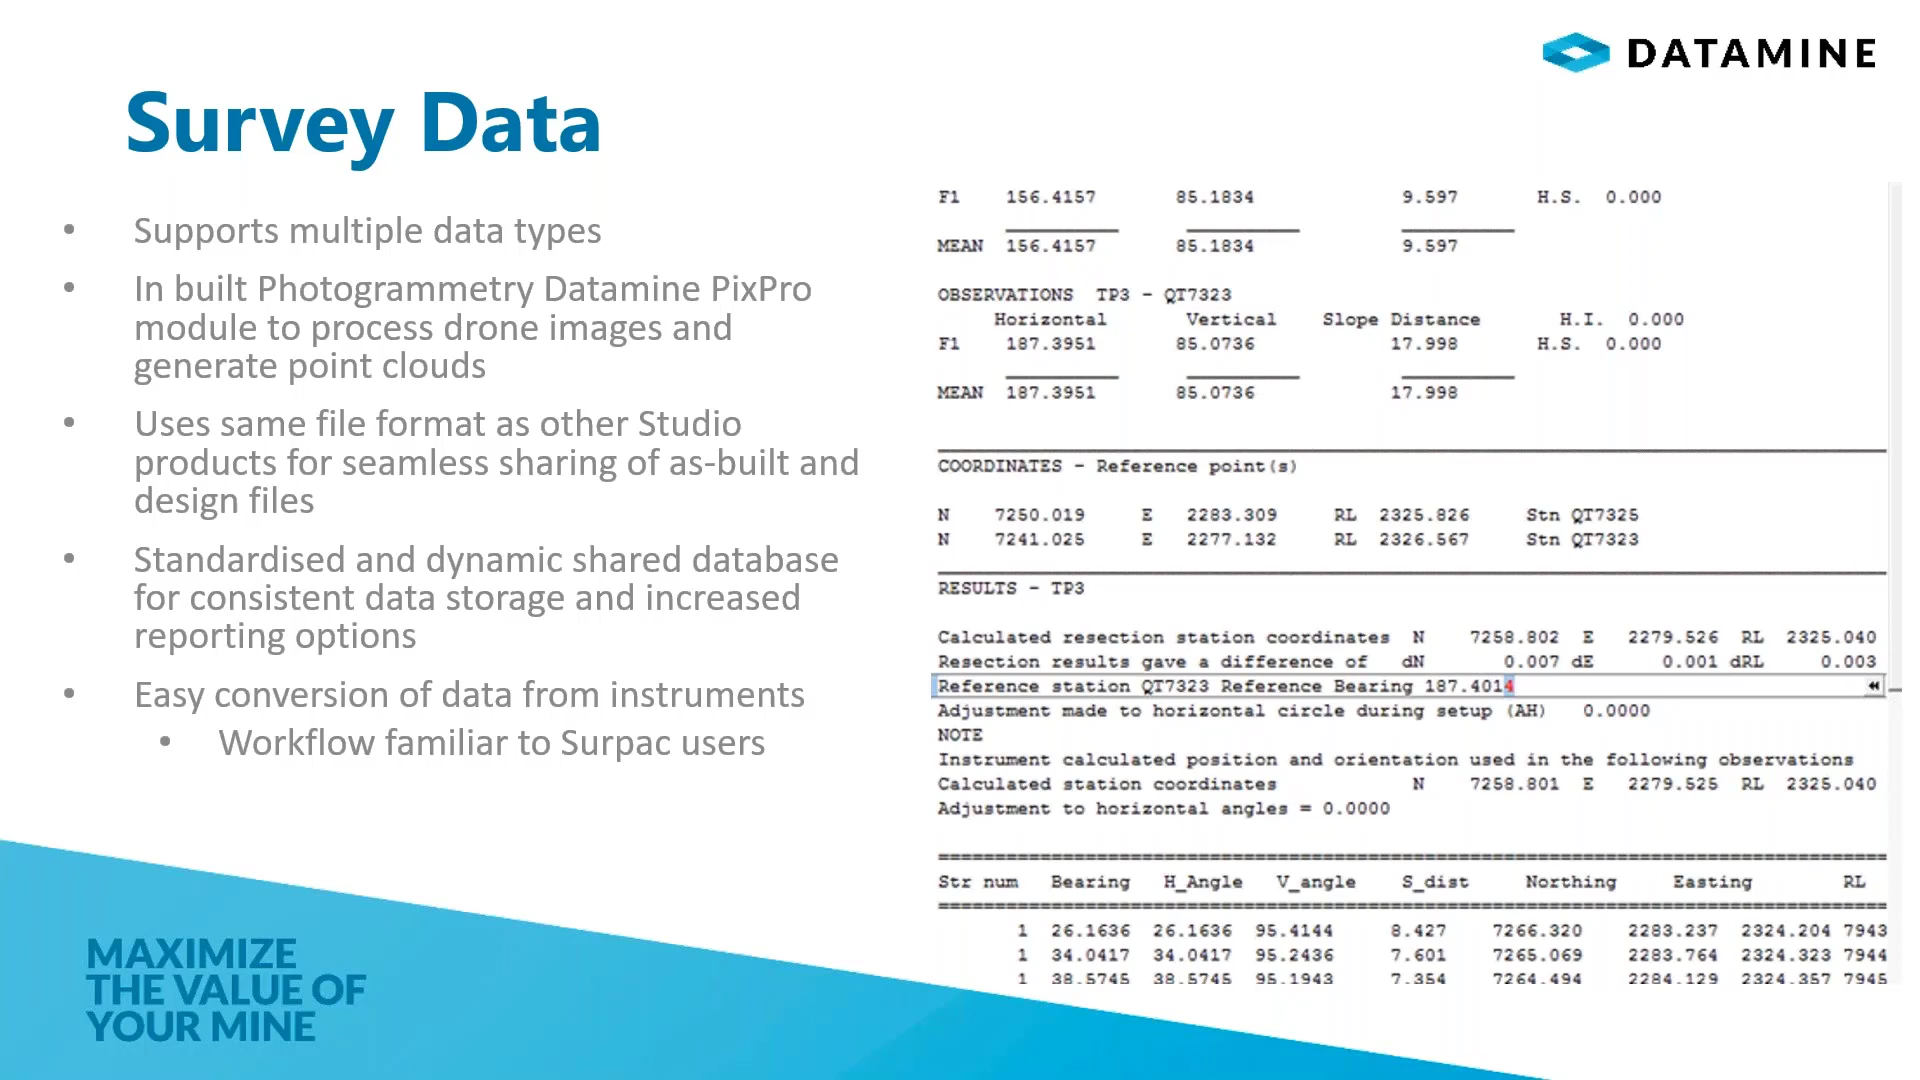 DATAMINE
Survey Data
• Supports multiple data types
• In built Photogrammetry Datamine PixPro
module to process drone images and
generate point clouds
• Uses same file format as other Studio
products for seamless sharing of as-built and
design files
• Standardised and dynamic shared database
for consistent data storage and increased
reporting options
• Easy conversion of data from instruments
• Workflow familiar to Surpac users
MAXIMIZE
THE VALUE OF
YOUR MINE
F1 156.4157 85.1834 9.597 H.S. 0.000
MEAN 156.4157 85.1834 9.597
OBSERVATIONS TP3 - QT7323
Horizontal Vertical Slope Distance H.I. 0.000
F1 187.3951 85.0736 17.998 H.S. 0.000
MEAN 187.3951 85.0736 17.998
COORDINATES - Reference point(s)
N 7250.019 E 2283.309 RL 2325.826 Stn QT7325
N 7241.025 E 2277.132 RL 2326.567 Stn QT7323
RESULTS - TP3
Calculated resection station coordinates N 7258.802 E 2279.526 RL 2325.040
Resection results gave a difference of dN 0.007 dE 0.001 dRL 0.003
Reference station QT7323 Reference Bearing 187.4014
Adjustment made to horizontal circle during setup (AH) 0.0000
NOTE
Instrument calculated position and orientation used in the following observations
Calculated station coordinates N 7258.801 E 2279.525 RL 2325.040
Adjustment to horizontal angles = 0.0000
Str num Bearing H_Angle V_angle S_dist Northing Easting RL
1 26.1636 26.1636 95.4144 8.427 7266.320 2283.237 2324.204 7943
1 34.0417 34.0417 95.2436 7.601 7265.069 2283.764 2324.323 7944
1 38.5745 38.5745 95.1943 7.354 7264.494 2284.129 2324.357 7945